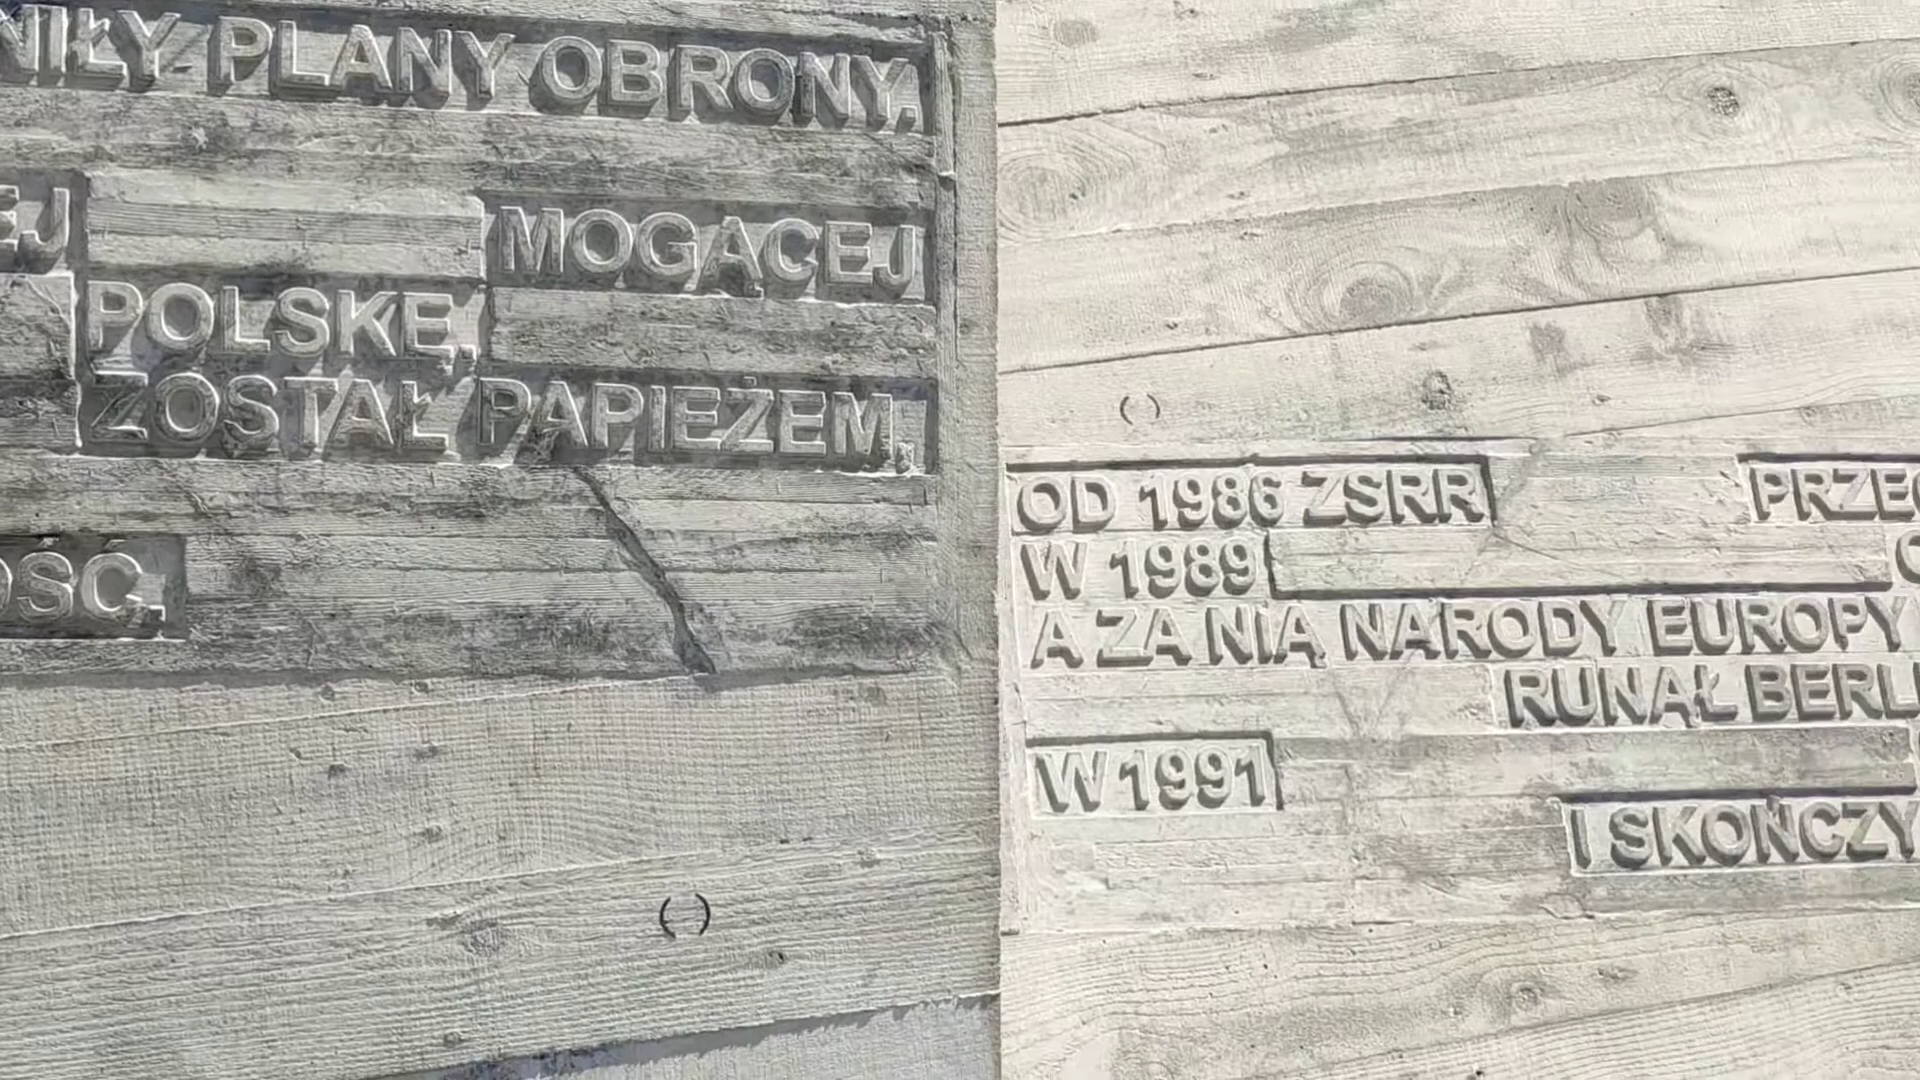 NIŁY PLANY OBRONY,
EJ MOGĄCEJ
POLSKĘ,
ZOSTAŁ PAPIEŻEM,
OŚĆ,
OD 1986 ZSRR PRZE
W 1989
A ZA NIĄ NARODY EUROPY
RUNĄŁ BERL
W 1991
I SKOŃCZY